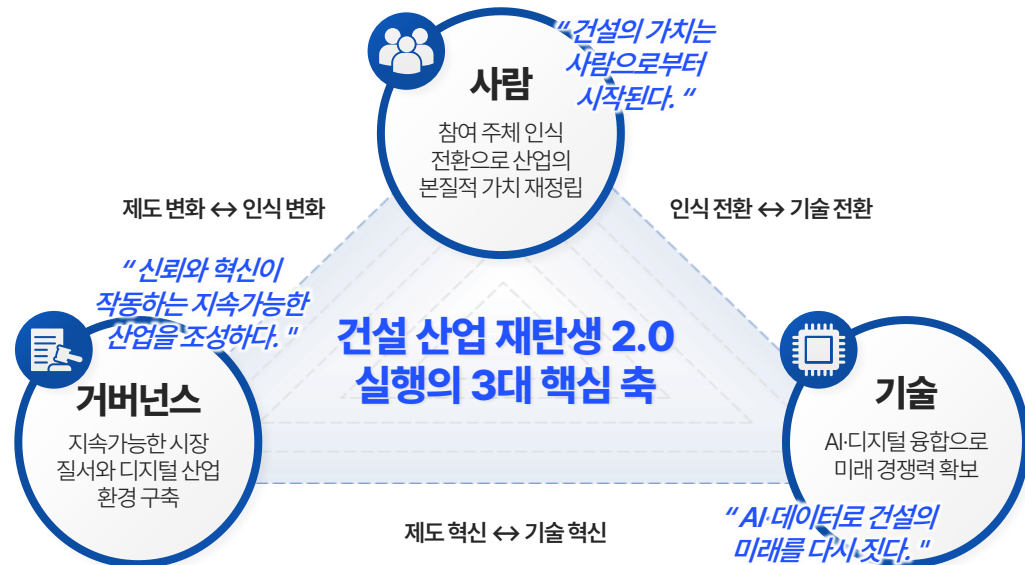 “ 건설의 가치는
사람으로부터
시작된다. “
사람
참여 주체 인식
전환으로 산업의
본질적 가치 재정립
제도 변화 ↔ 인식 변화
인식 전환 ↔ 기술 전환
“ 신뢰와 혁신이
작동하는 지속가능한
산업을 조성하다. "
건설 산업 재탄생 2.0
실행의 3대 핵심 축
거버넌스
지속가능한 시장
질서와 디지털 산업
환경 구축
기술
AI·디지털 융합으로
미래 경쟁력 확보
제도 혁신 ↔ 기술 혁신
“ AI·데이터로 건설의
미래를 다시 짓다. "